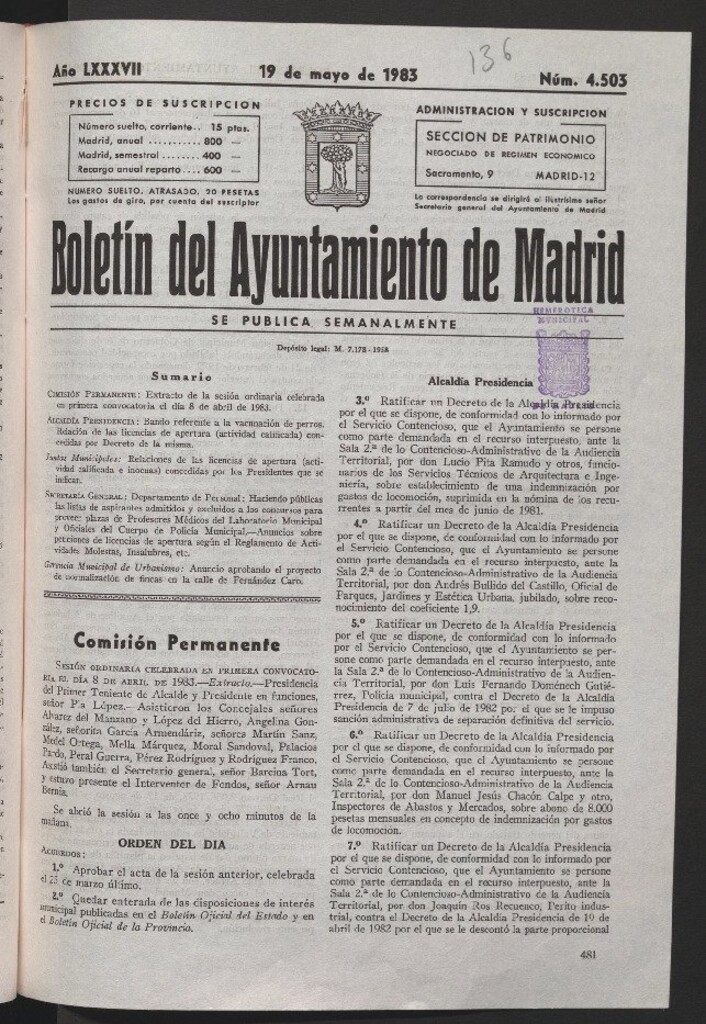 136
Año LXXXVII
19 de mayo de 1983
Núm. 4.503
PRECIOS DE SUSCRIPCION
Número suelto, corriente.. 15 ptas.
Madrid, anual ........... 800 —
Madrid, semestral ........ 400 —
Recargo anual reparto.... 600 —
NUMERO SUELTO, ATRASADO, 20 PESETAS
Los gastos de giro, por cuenta del suscriptor
ADMINISTRACION Y SUSCRIPCION
SECCION DE PATRIMONIO
NEGOCIADO DE REGIMEN ECONOMICO
Sacramento, 9 MADRID-12
La correspondencia se dirigirá al ilustrísimo señor
Secretario general del Ayuntamiento de Madrid
Boletín del Ayuntamiento de Madrid
SE PUBLICA SEMANALMENTE
HEMEROTECA
MUNICIPAL
Depósito legal: M. 7.178 - 1958
Sumario
COMISIÓN PERMANENTE: Extracto de la sesión ordinaria celebrada
en primera convocatoria el día 8 de abril de 1983.
ALCALDÍA PRESIDENCIA: Bando referente a la vacunación de perros.
Relación de las licencias de apertura (actividad calificada) con-
cedidas por Decreto de la misma.
Juntas Municipales: Relaciones de las licencias de apertura (acti-
vidad calificada e inocuas) concedidas por los Presidentes que se
indican.
SECRETARÍA GENERAL: Departamento de Personal: Haciendo públicas
las listas de aspirantes admitidos y excluidos a los concursos para
proveer plazas de Profesores Médicos del Laboratorio Municipal
y Oficiales del Cuerpo de Policía Municipal.—Anuncios sobre
peticiones de licencias de apertura según el Reglamento de Acti-
vidades Molestas, Insalubres, etc.
Gerencia Municipal de Urbanismo: Anuncio aprobando el proyecto
de normalización de fincas en la calle de Fernández Caro.
Comisión Permanente
SESIÓN ORDINARIA CELEBRADA EN PRIMERA CONVOCATO-
RIA EL DÍA 8 DE ABRIL DE 1983.—Extracto.—Presidencia
del Primer Teniente de Alcalde y Presidente en funciones,
señor Pla López.—Asistieron los Concejales señores
Alvarez del Manzano y López del Hierro, Angelina Gon-
zález, señorita García Armendáriz, señores Martín Sanz,
Medel Ortega, Mella Márquez, Moral Sandoval, Palacios
Pardo, Peral Guerra, Pérez Rodríguez y Rodríguez Franco.
Asistió también el Secretario general, señor Barcina Tort,
y estuvo presente el Interventor de Fondos, señor Arnau
Bernia.
Se abrió la sesión a las once y ocho minutos de la
mañana.
ORDEN DEL DIA
ACUERDOS:
1.º Aprobar el acta de la sesión anterior, celebrada
el 25 de marzo último.
2.º Quedar enterada de las disposiciones de interés
municipal publicadas en el Boletín Oficial del Estado y en
el Boletín Oficial de la Provincia.
Alcaldía Presidencia
3.º Ratificar un Decreto de la Alcaldía Presidencia
por el que se dispone, de conformidad con lo informado por
el Servicio Contencioso, que el Ayuntamiento se persone
como parte demandada en el recurso interpuesto, ante la
Sala 2.ª de lo Contencioso-Administrativo de la Audiencia
Territorial, por don Lucio Pita Ramudo y otros, funcio-
narios de los Servicios Técnicos de Arquitectura e Inge-
niería, sobre establecimiento de una indemnización por
gastos de locomoción, suprimida en la nómina de los recu-
rrentes a partir del mes de junio de 1981.
4.º Ratificar un Decreto de la Alcaldía Presidencia
por el que se dispone, de conformidad con lo informado por
el Servicio Contencioso, que el Ayuntamiento se persone
como parte demandada en el recurso interpuesto, ante la
Sala 2.ª de lo Contencioso-Administrativo de la Audiencia
Territorial, por don Andrés Bullido del Castillo, Oficial de
Parques, Jardines y Estética Urbana, jubilado, sobre reco-
nocimiento del coeficiente 1,9.
5.º Ratificar un Decreto de la Alcaldía Presidencia
por el que se dispone, de conformidad con lo informado
por el Servicio Contencioso, que el Ayuntamiento se per-
sone como parte demandada en el recurso interpuesto, ante
la Sala 2.ª de lo Contencioso-Administrativo de la Audien-
cia Territorial, por don Luis Fernando Doménech Gutié-
rrez, Policía municipal, contra el Decreto de la Alcaldía
Presidencia de 7 de julio de 1982 por el que se le impuso
sanción administrativa de separación definitiva del servicio.
6.º Ratificar un Decreto de la Alcaldía Presidencia
por el que se dispone, de conformidad con lo informado por
el Servicio Contencioso, que el Ayuntamiento se persone
como parte demandada en el recurso interpuesto, ante la
Sala 2.ª de lo Contencioso-Administrativo de la Audiencia
Territorial, por don Manuel Jesús Chacón Calpe y otro,
Inspectores de Abastos y Mercados, sobre abono de 8.000
pesetas mensuales en concepto de indemnización por gastos
de locomoción.
7.º Ratificar un Decreto de la Alcaldía Presidencia
por el que se dispone, de conformidad con lo informado por
el Servicio Contencioso, que el Ayuntamiento se persone
como parte demandada en el recurso interpuesto, ante la
Sala 2.ª de lo Contencioso-Administrativo de la Audiencia
Territorial, por don Joaquín Ros Recuenco, Perito indus-
trial, contra el Decreto de la Alcaldía Presidencia de 19 de
abril de 1982 por el que se le descontó la parte proporcional
481